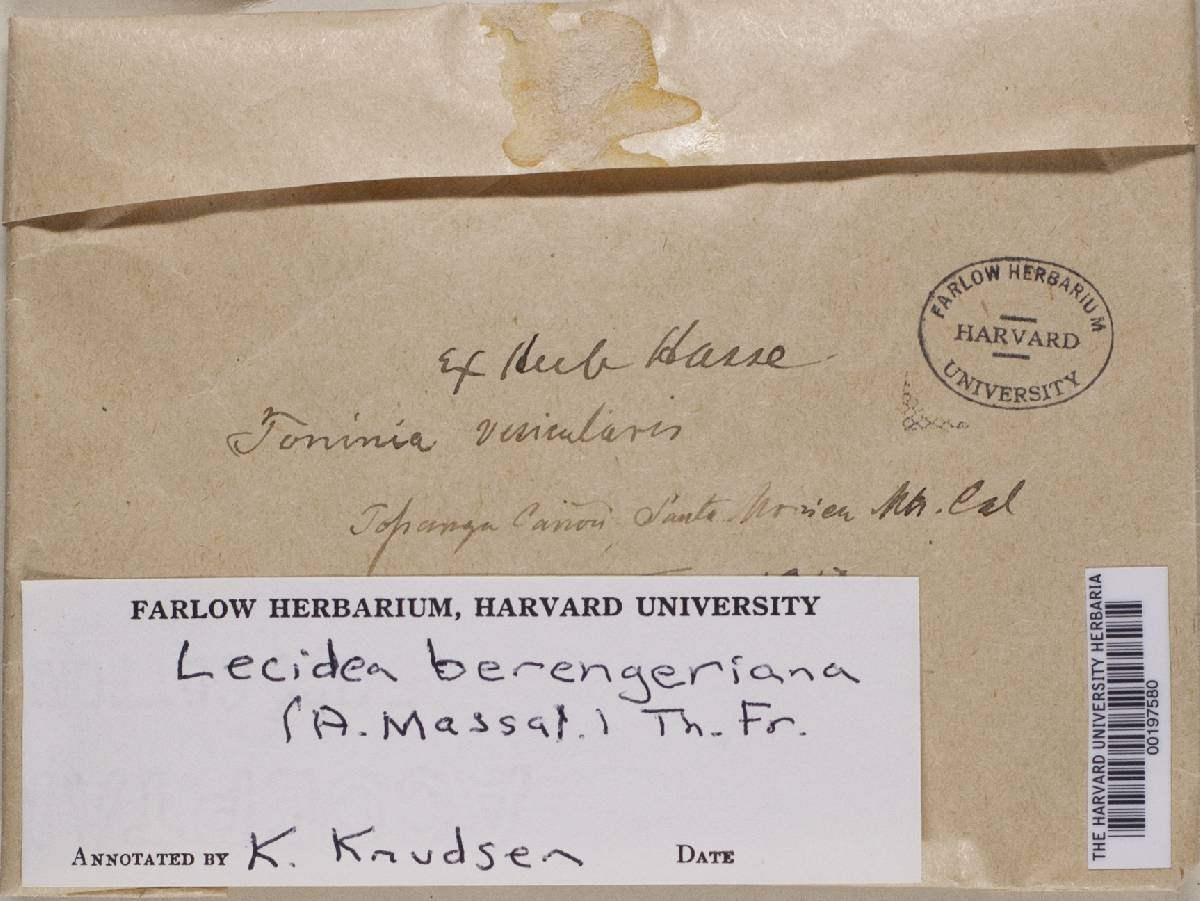 FARLOW HERBARIUM
HARVARD
UNIVERSITY
Ex Herb Hasse
Toninia vesicularis
Topanga Cañon Santa Monica Mts. Cal
FARLOW HERBARIUM, HARVARD UNIVERSITY
Lecidea berengeriana
(A. Massal.) Th. Fr.
ANNOTATED BY K. Knudsen DATE
THE HARVARD UNIVERSITY HERBARIA
00197580